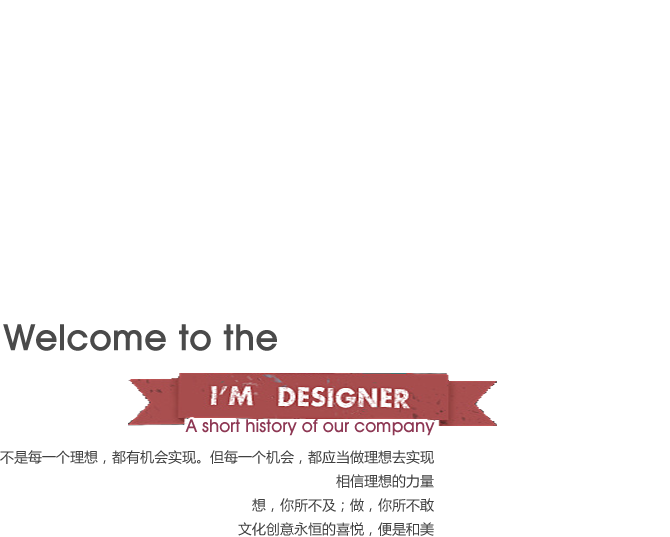 Welcome to the
I'M DESIGNER
A short history of our company
不是每一个理想，都有机会实现。但每一个机会，都应当做理想去实现
相信理想的力量
想，你所不及；做，你所不敢
文化创意永恒的喜悦，便是和美